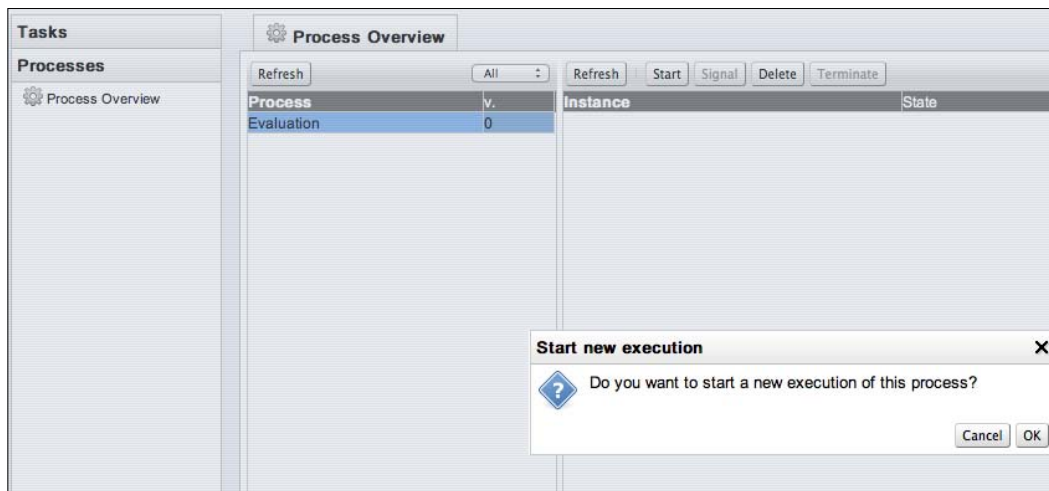 Tasks
Processes
Process Overview
Process Overview
Refresh All Refresh Start Signal Delete Terminate
Process v. Instance State
Evaluation 0
Start new execution X
Do you want to start a new execution of this process?
Cancel OK